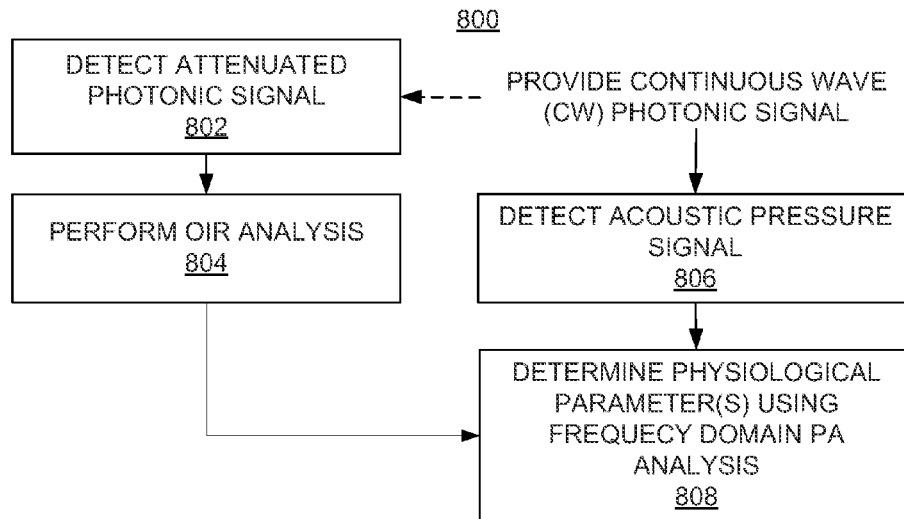 800
DETECT ATTENUATED
PHOTONIC SIGNAL
802
PROVIDE CONTINUOUS WAVE
(CW) PHOTONIC SIGNAL
PERFORM OIR ANALYSIS
804
DETECT ACOUSTIC PRESSURE
SIGNAL
806
DETERMINE PHYSIOLOGICAL
PARAMETER(S) USING
FREQUECY DOMAIN PA
ANALYSIS
808